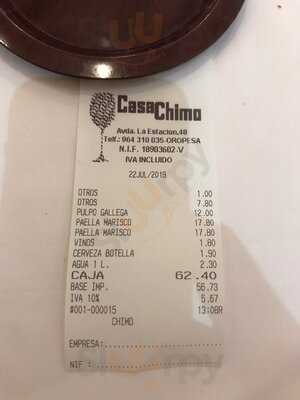 CasaChimo
Avda. La Estacion,48
Telf.: 964 310 035-OROPESA
N.I.F. 18903602-V
IVA INCLUIDO
22JUL/2019
OTROS 1.00
OTROS 7.80
PULPO GALLEGA 12.00
PAELLA MARISCO 17.80
PAELLA MARISCO 17.80
VINOS 1.80
CERVEZA BOTELLA 1.90
AGUA 1 L. 2.30
CAJA 62.40
BASE IMP. 56.73
IVA 10% 5.67
#001-000015 13:08R
CHIMO
EMPRESA:
NIF :